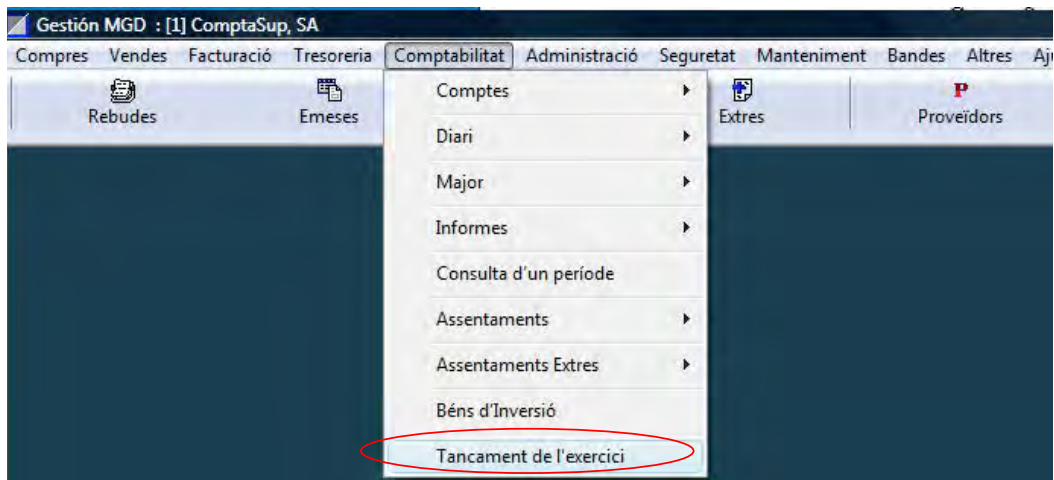 Gestión MGD : [1] ComptaSup, SA
Compres Vendes Facturació Tresoreria Comptabilitat Administració Seguretat Manteniment Bandes Altres
Rebudes Emeses Extres Proveïdors
Comptes
Diari
Major
Informes
Consulta d'un període
Assentaments
Assentaments Extres
Béns d'Inversió
Tancament de l'exercici